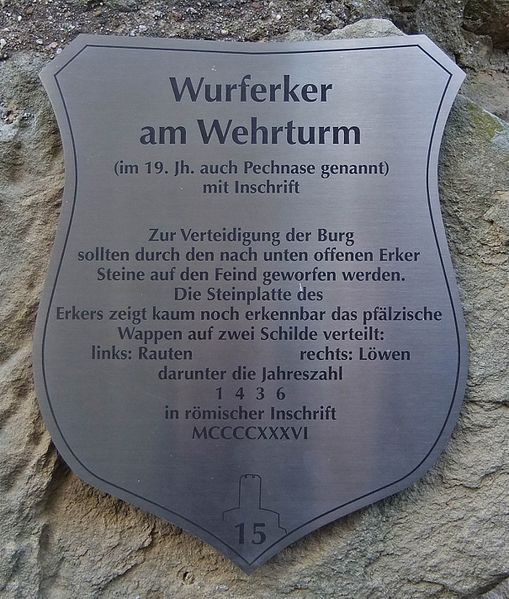 Wurferker
am Wehrturm
(im 19. Jh. auch Pechnase genannt)
mit Inschrift
Zur Verteidigung der Burg
sollten durch den nach unten offenen Erker
Steine auf den Feind geworfen werden.
Die Steinplatte des
Erkers zeigt kaum noch erkennbar das pfälzische
Wappen auf zwei Schilde verteilt:
links: Rauten rechts: Löwen
darunter die Jahreszahl
1 4 3 6
in römischer Inschrift
MCCCCXXXVI
15